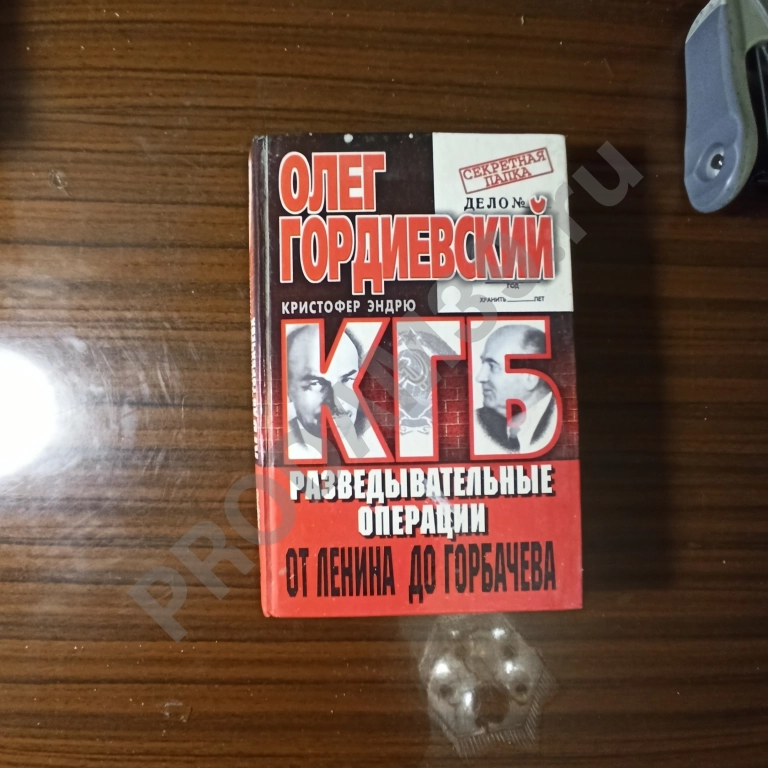 ОЛЕГ
ГОРДИЕВСКИЙ
КРИСТОФЕР ЭНДРЮ
СЕКРЕТНАЯ
ПАПКА
ДЕЛО №
ГОД
ХРАНИТЬ ЛЕТ
КГБ
РАЗВЕДЫВАТЕЛЬНЫЕ
ОПЕРАЦИИ
ОТ ЛЕНИНА ДО ГОРБАЧЕВА